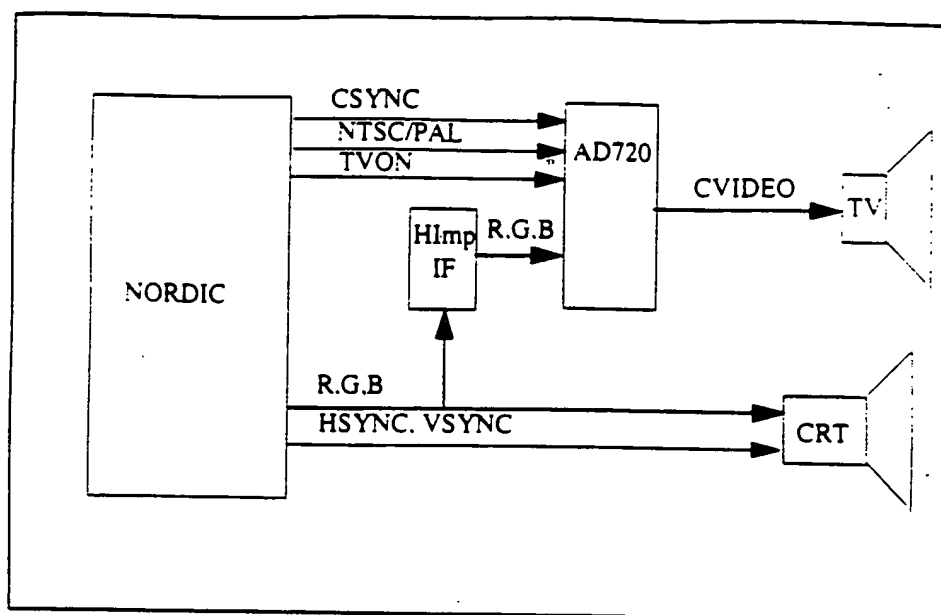 CSYNC
NTSC/PAL
TVON
AD720
CVIDEO
TV
HImp
IF
R.G.B
NORDIC
R.G.B
HSYNC. VSYNC
CRT